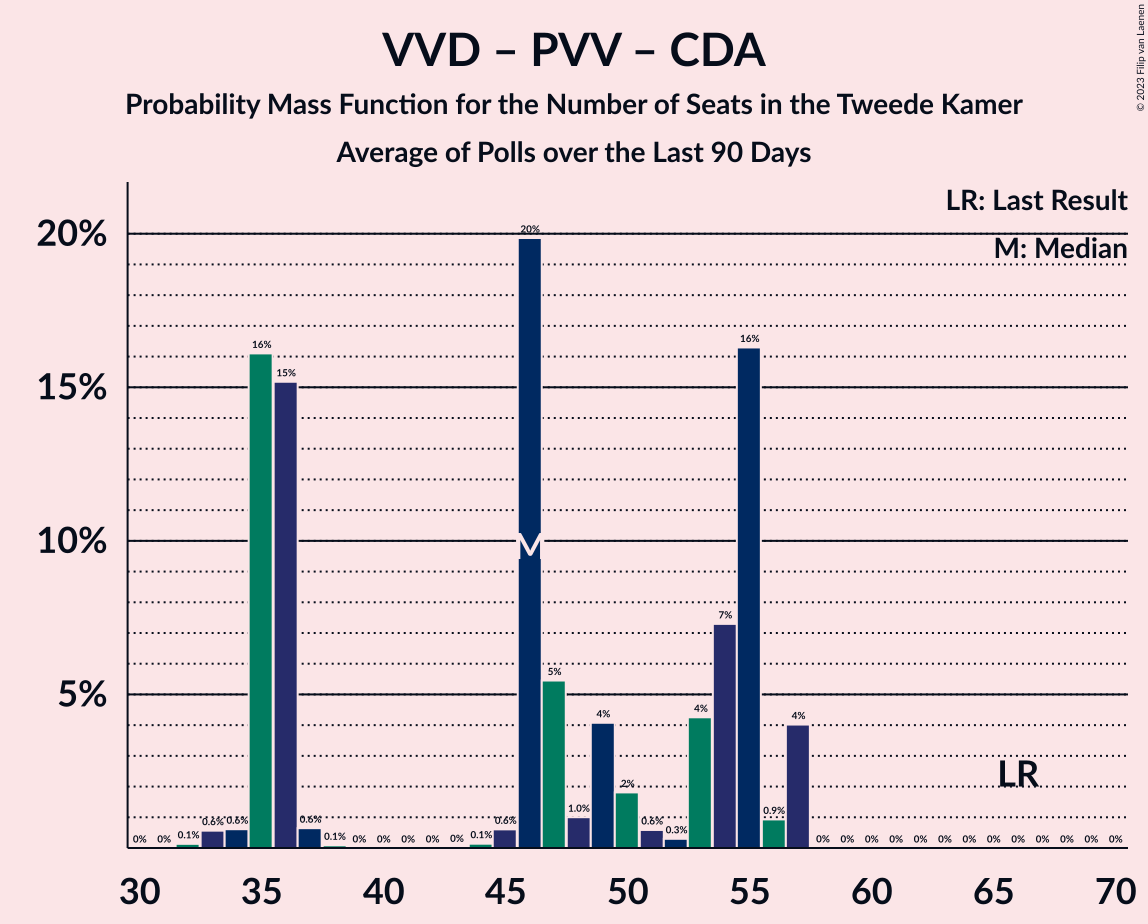 VVD – PVV – CDA
Probability Mass Function for the Number of Seats in the Tweede Kamer
Average of Polls over the Last 90 Days
© 2023 Filip van Laenen
LR: Last Result
M: Median
20%
15%
10%
5%
0% 0% 0.1% 0.6% 0.6% 16% 15% 0.6% 0.1% 0% 0% 0% 0% 0% 0.1% 0.6% 20% 5% 1.0% 4% 2% 0.6% 0.3% 4% 7% 16% 0.9% 4% 0% 0% 0% 0% 0% 0% 0% 0% 0% 0% 0% 0% 0%
M
LR
30 35 40 45 50 55 60 65 70